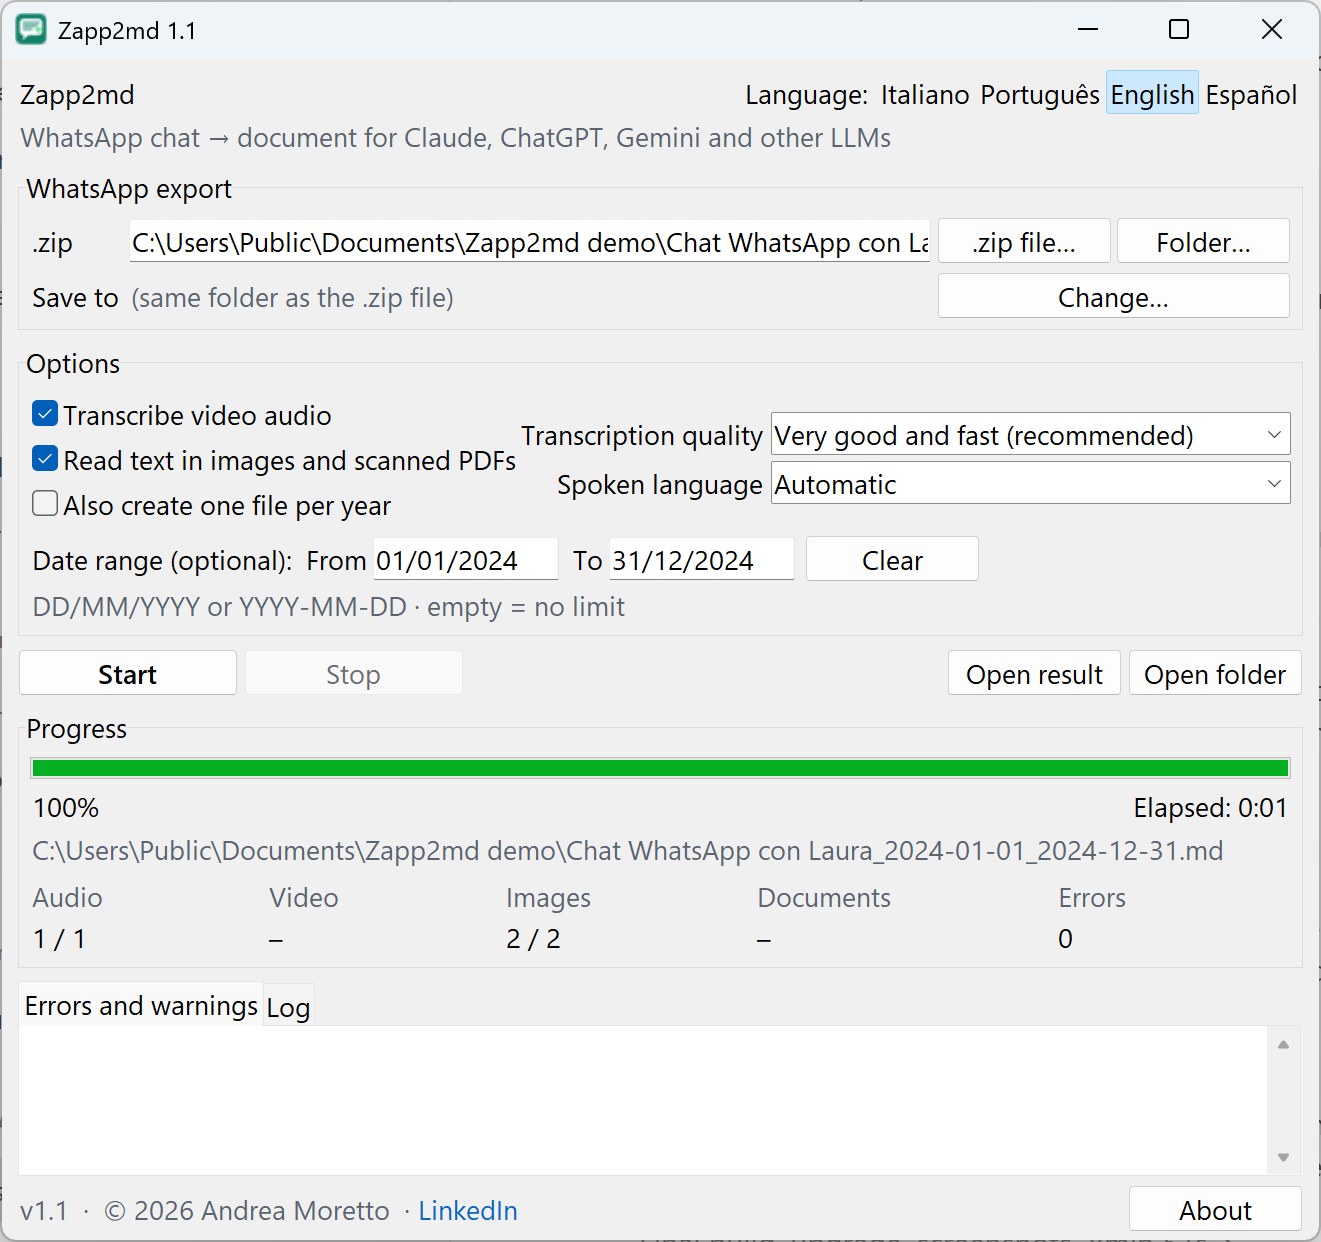 Zapp2md 1.1
Zapp2md
Language: Italiano Português English Español
WhatsApp chat → document for Claude, ChatGPT, Gemini and other LLMs
WhatsApp export
.zip C:\Users\Public\Documents\Zapp2md demo\Chat WhatsApp con La .zip file... Folder...
Save to (same folder as the .zip file) Change...
Options
Transcribe video audio
Read text in images and scanned PDFs
Also create one file per year
Transcription quality Very good and fast (recommended)
Spoken language Automatic
Date range (optional): From 01/01/2024 To 31/12/2024 Clear
DD/MM/YYYY or YYYY-MM-DD · empty = no limit
Start Stop Open result Open folder
Progress
100% Elapsed: 0:01
C:\Users\Public\Documents\Zapp2md demo\Chat WhatsApp con Laura_2024-01-01_2024-12-31.md
Audio Video Images Documents Errors
1 / 1 – 2 / 2 – 0
Errors and warnings Log
v1.1 · © 2026 Andrea Moretto · LinkedIn About